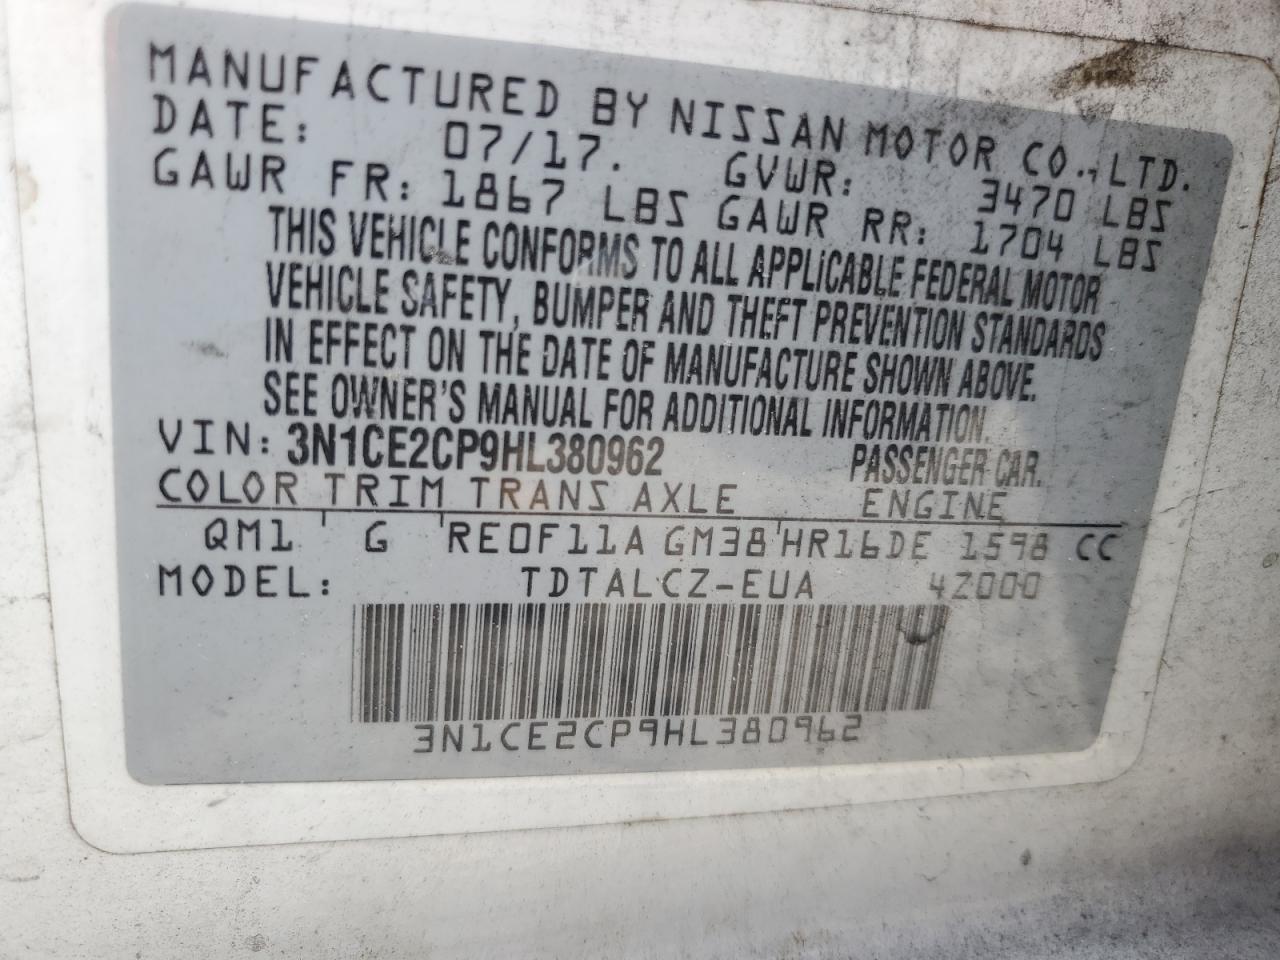 MANUFACTURED BY NISSAN MOTOR CO., LTD.
DATE: 07/17. GVWR: 3470 LBS
GAWR FR: 1867 LBS GAWR RR: 1704 LBS
THIS VEHICLE CONFORMS TO ALL APPLICABLE FEDERAL MOTOR
VEHICLE SAFETY, BUMPER AND THEFT PREVENTION STANDARDS
IN EFFECT ON THE DATE OF MANUFACTURE SHOWN ABOVE.
SEE OWNER'S MANUAL FOR ADDITIONAL INFORMATION.
VIN: 3N1CE2CP9HL380962 PASSENGER CAR.
COLOR TRIM TRANS AXLE ENGINE
QM1 G RE0F11A GM38 HR16DE 1598 CC
MODEL: TDTALCZ-EUA 4Z000
3N1CE2CP9HL380962